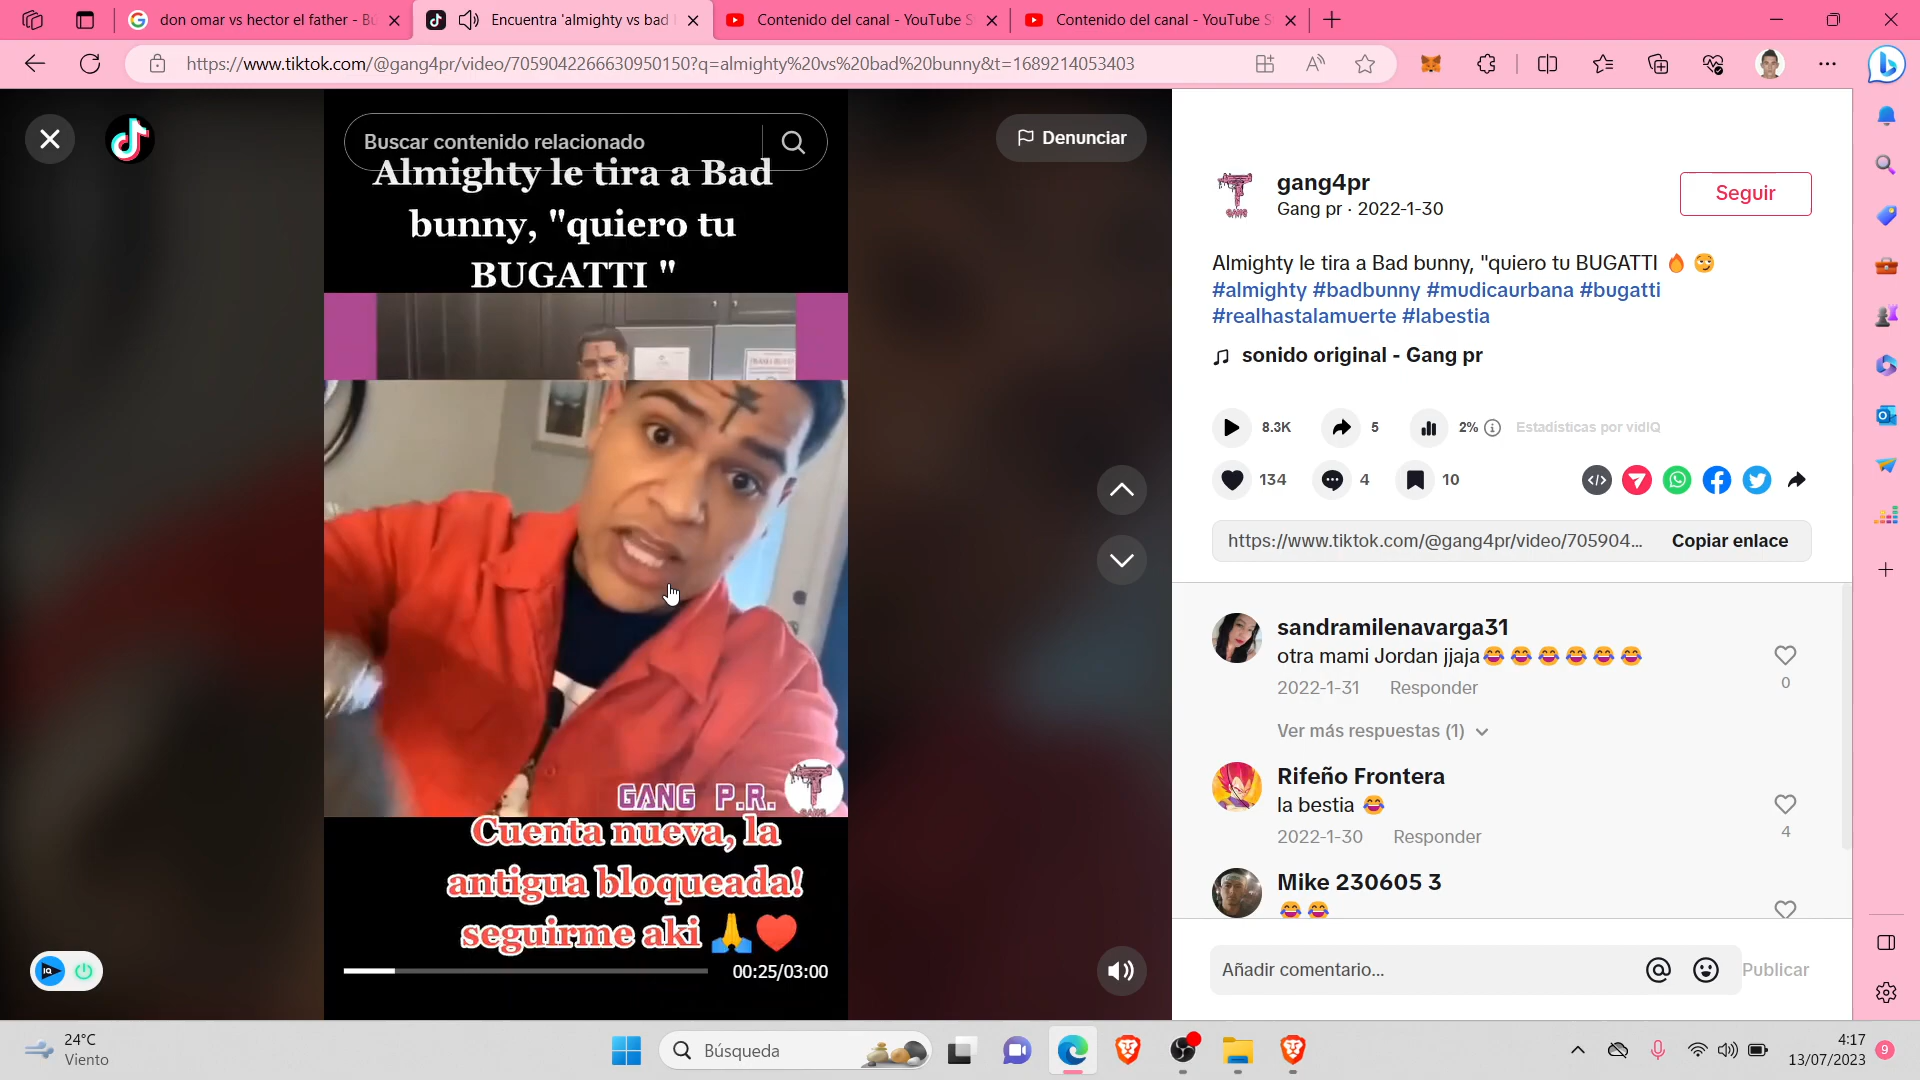 don omar vs hector el father - Bu
Encuentra 'almighty vs bad
Contenido del canal - YouTube S
Contenido del canal - YouTube S
https://www.tiktok.com/@gang4pr/video/7059042266630950150?q=almighty%20vs%20bad%20bunny&t=1689214053403
Buscar contenido relacionado
Denunciar
Almighty le tira a Bad
bunny, "quiero tu
BUGATTI "
GANG P.R.
GANG
Cuenta nueva, la
antigua bloqueada!
seguirme aki 🙏❤️
00:25/03:00
gang4pr
Gang pr · 2022-1-30
Seguir
Almighty le tira a Bad bunny, "quiero tu BUGATTI 🔥 😏
#almighty #badbunny #mudicaurbana #bugatti
#realhastalamuerte #labestia
sonido original - Gang pr
8.3K 5 2% Estadísticas por vidIQ
134 4 10
https://www.tiktok.com/@gang4pr/video/705904... Copiar enlace
sandramilenavarga31
otra mami Jordan jjaja😂😂😂😂😂😂
2022-1-31 Responder
0
Ver más respuestas (1)
Rifeño Frontera
la bestia 😂
2022-1-30 Responder
4
Mike 230605 3
😂😂
Añadir comentario...
Publicar
24°C
Viento
Búsqueda
4:17
13/07/2023
9